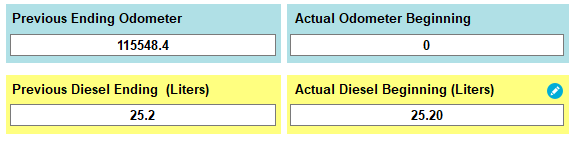 Previous Ending Odometer
115548.4
Actual Odometer Beginning
0
Previous Diesel Ending  (Liters)
25.2
Actual Diesel Beginning (Liters)
25.20